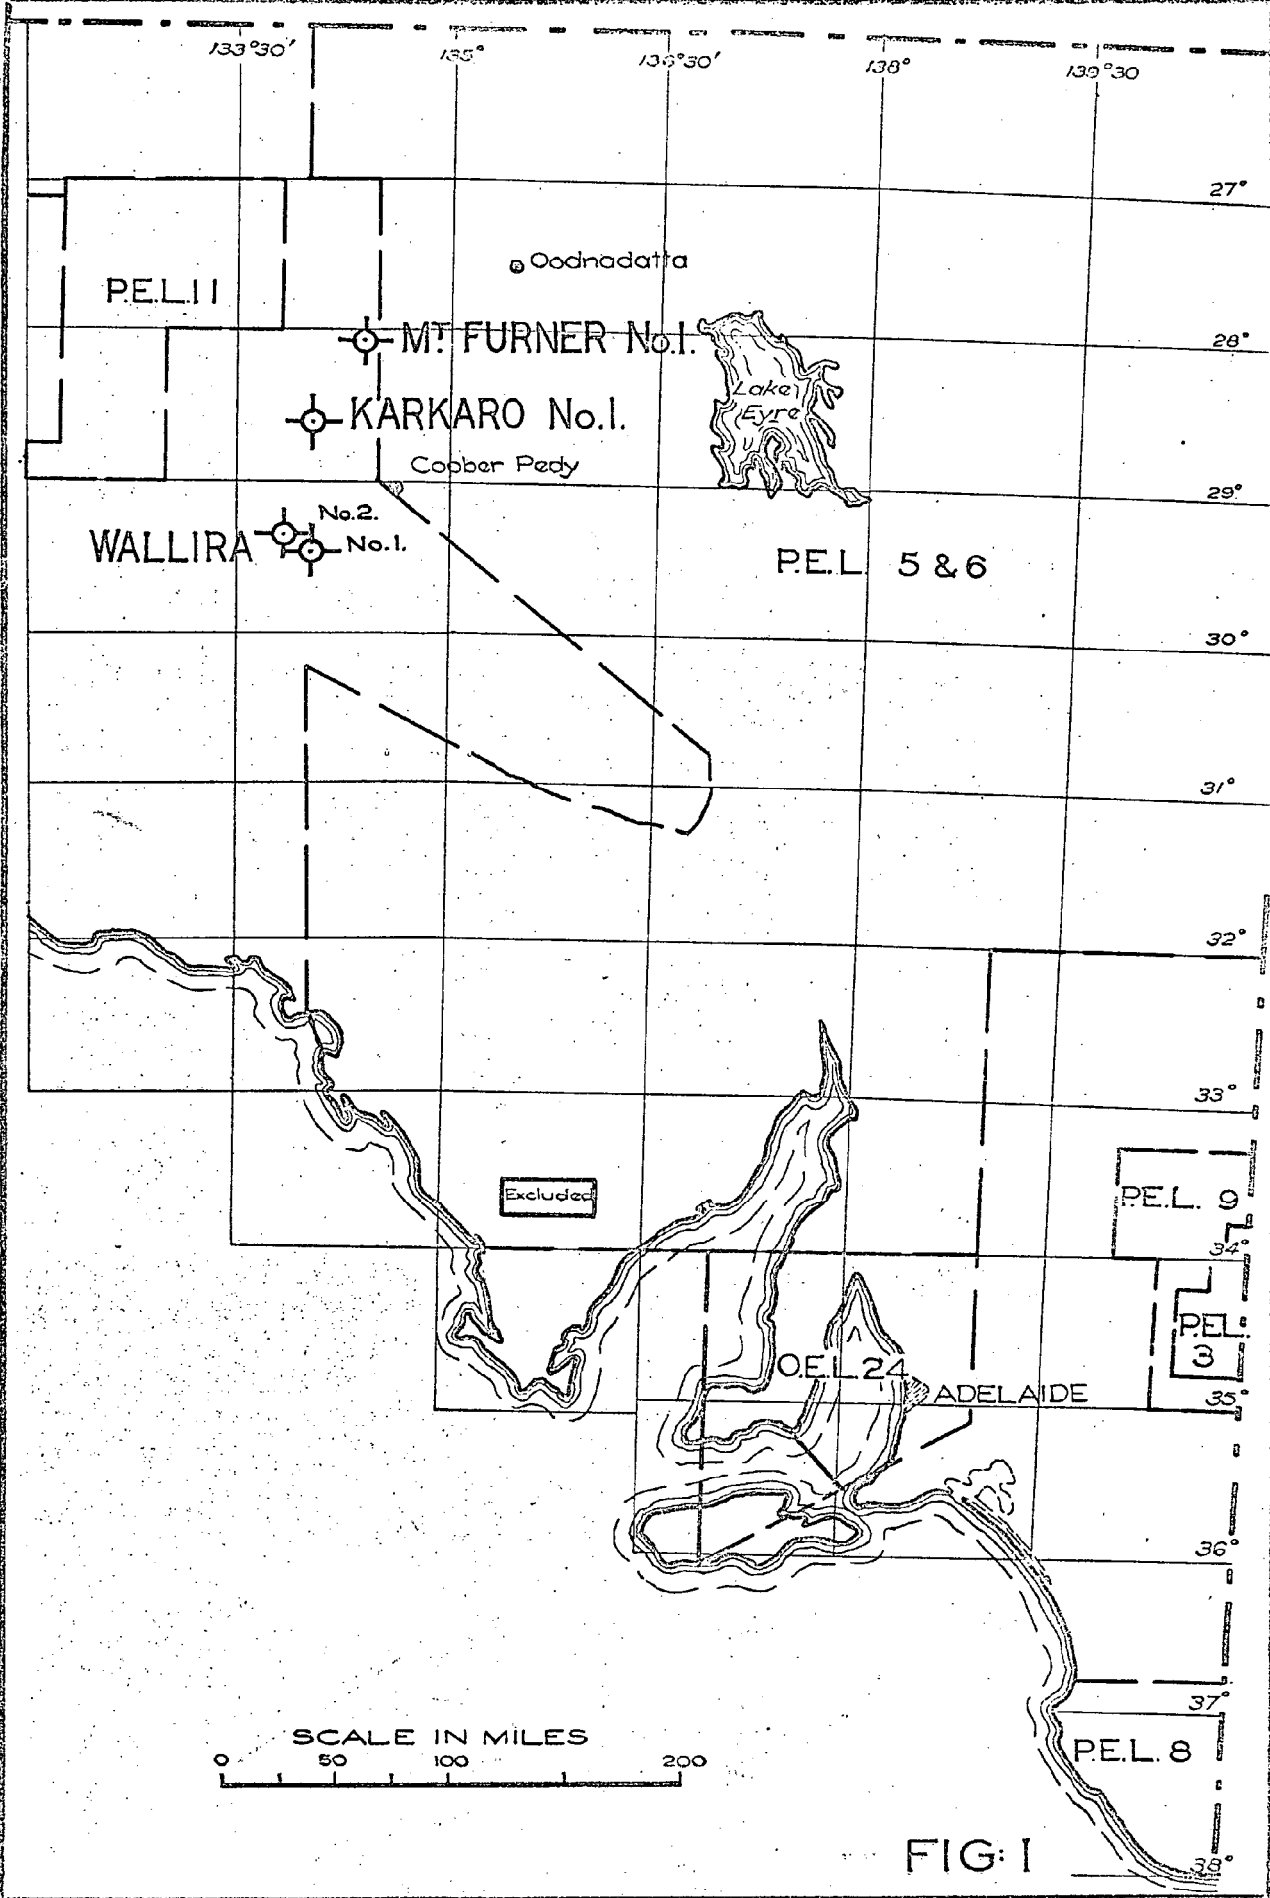 133°30'
135°
136°30'
138°
139°30
27°
Oodnadatta
P.E.L.11
MT FURNER No.1.
28°
Lake
Eyre
KARKARO No.1.
Coober Pedy
29°
No.2.
WALLIRA
No.1.
P.E.L. 5 & 6
30°
31°
32°
33°
Excluded
P.E.L. 9
34°
P.E.L.
3
O.E.L. 24
ADELAIDE
35°
36°
37°
SCALE IN MILES
0 50 100 200
P.E.L. 8
FIG: 1
38°